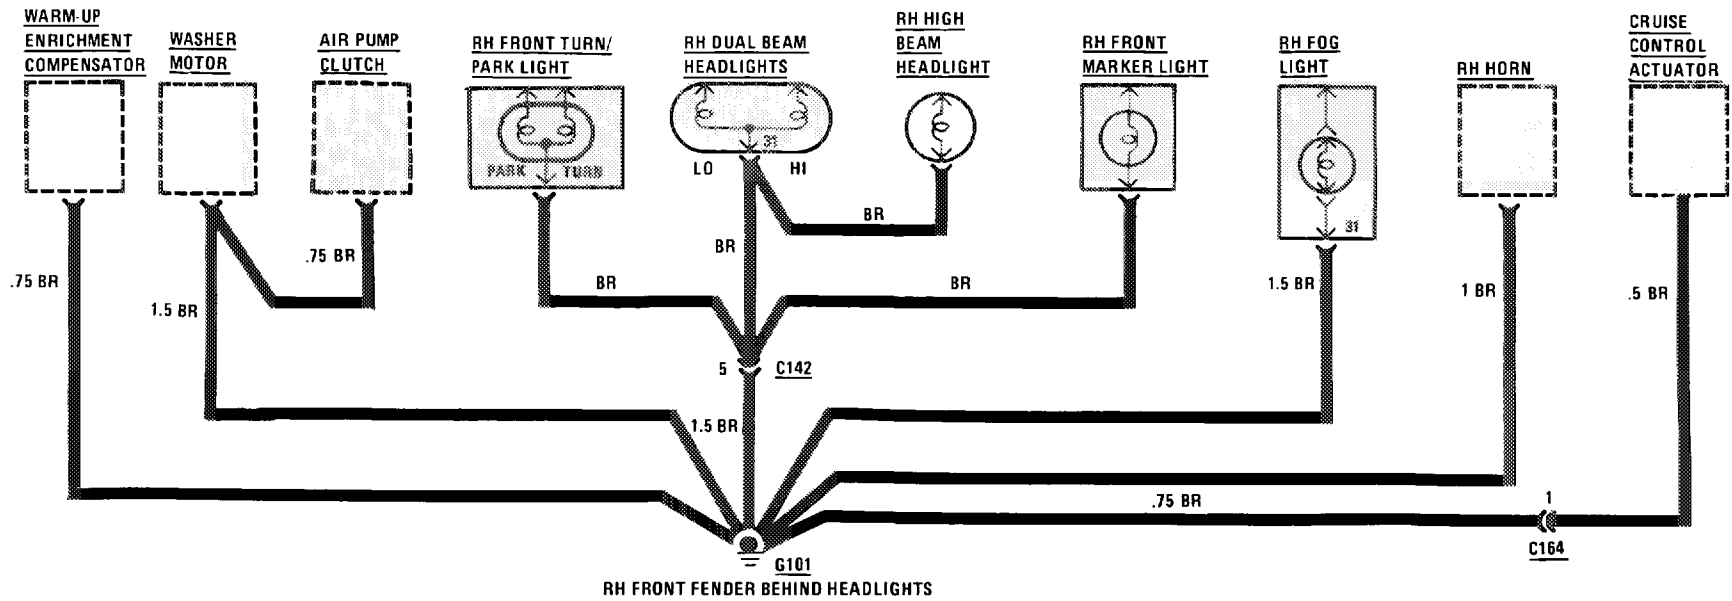 WARM-UP
ENRICHMENT
COMPENSATOR
WASHER
MOTOR
AIR PUMP
CLUTCH
RH FRONT TURN/
PARK LIGHT
RH DUAL BEAM
HEADLIGHTS
RH HIGH
BEAM
HEADLIGHT
RH FRONT
MARKER LIGHT
RH FOG
LIGHT
RH HORN
CRUISE
CONTROL
ACTUATOR
PARK TURN
31
LO HI
31
.75 BR
1.5 BR
.75 BR
BR
BR
BR
BR
1.5 BR
1 BR
.5 BR
5 C142
1.5 BR
.75 BR
1
C164
G101
RH FRONT FENDER BEHIND HEADLIGHTS